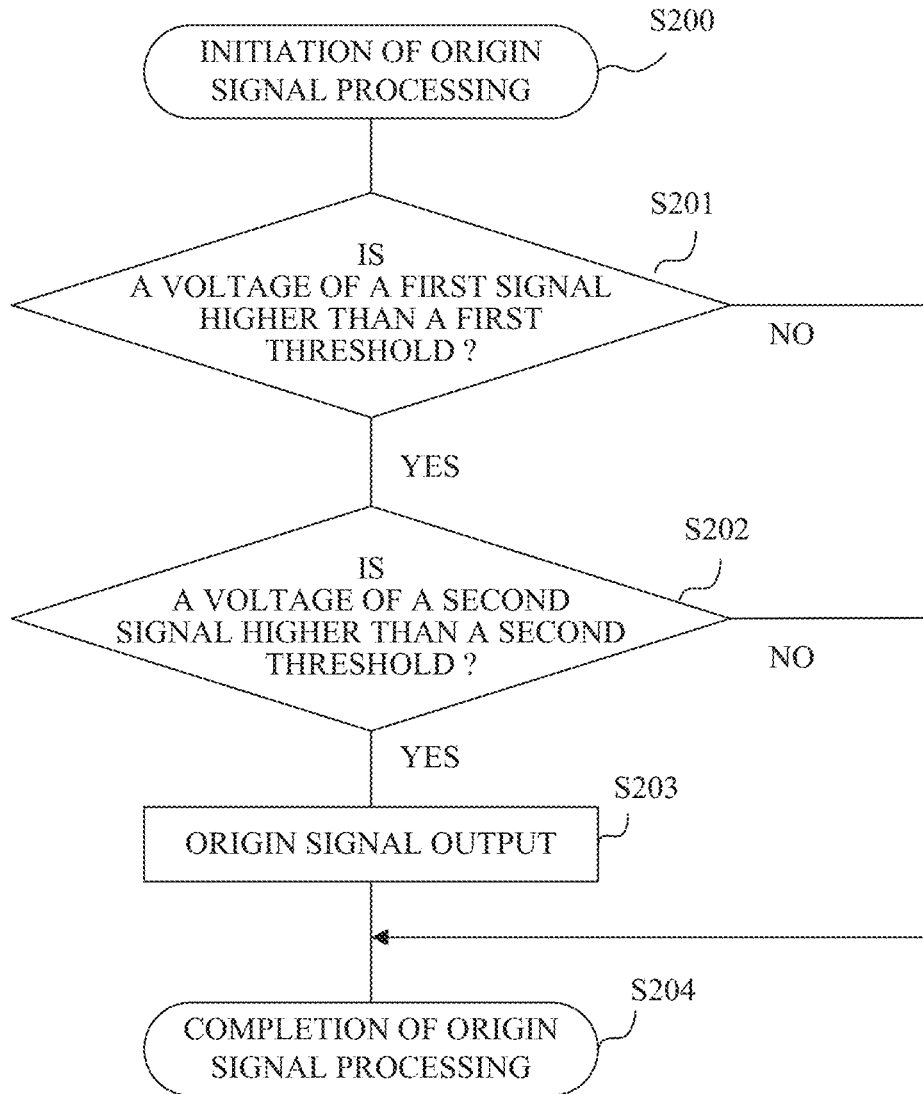 S200
INITIATION OF ORIGIN
SIGNAL PROCESSING
S201
IS
A VOLTAGE OF A FIRST SIGNAL
HIGHER THAN A FIRST
THRESHOLD ?
NO
YES
S202
IS
A VOLTAGE OF A SECOND
SIGNAL HIGHER THAN A SECOND
THRESHOLD ?
NO
YES
S203
ORIGIN SIGNAL OUTPUT
S204
COMPLETION OF ORIGIN
SIGNAL PROCESSING